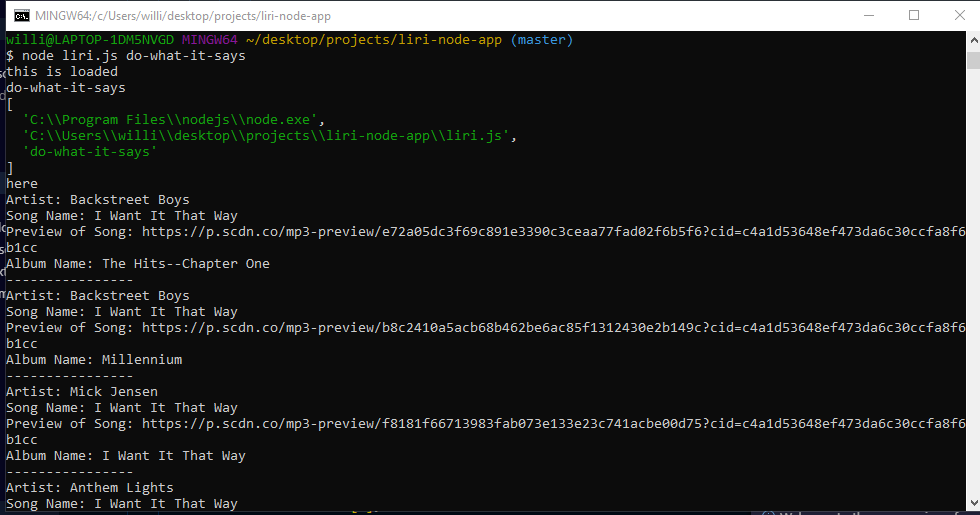 MINGW64:/c/Users/willi/desktop/projects/liri-node-app
willi@LAPTOP-1DM5NVGD MINGW64 ~/desktop/projects/liri-node-app (master)
$ node liri.js do-what-it-says
this is loaded
do-what-it-says
[
  'C:\\Program Files\\nodejs\\node.exe',
  'C:\\Users\\willi\\desktop\\projects\\liri-node-app\\liri.js',
  'do-what-it-says'
]
here
Artist: Backstreet Boys
Song Name: I Want It That Way
Preview of Song: https://p.scdn.co/mp3-preview/e72a05dc3f69c891e3390c3ceaa77fad02f6b5f6?cid=c4a1d53648ef473da6c30ccfa8f6
b1cc
Album Name: The Hits--Chapter One
----------------
Artist: Backstreet Boys
Song Name: I Want It That Way
Preview of Song: https://p.scdn.co/mp3-preview/b8c2410a5acb68b462be6ac85f1312430e2b149c?cid=c4a1d53648ef473da6c30ccfa8f6
b1cc
Album Name: Millennium
----------------
Artist: Mick Jensen
Song Name: I Want It That Way
Preview of Song: https://p.scdn.co/mp3-preview/f8181f66713983fab073e133e23c741acbe00d75?cid=c4a1d53648ef473da6c30ccfa8f6
b1cc
Album Name: I Want It That Way
----------------
Artist: Anthem Lights
Song Name: I Want It That Way